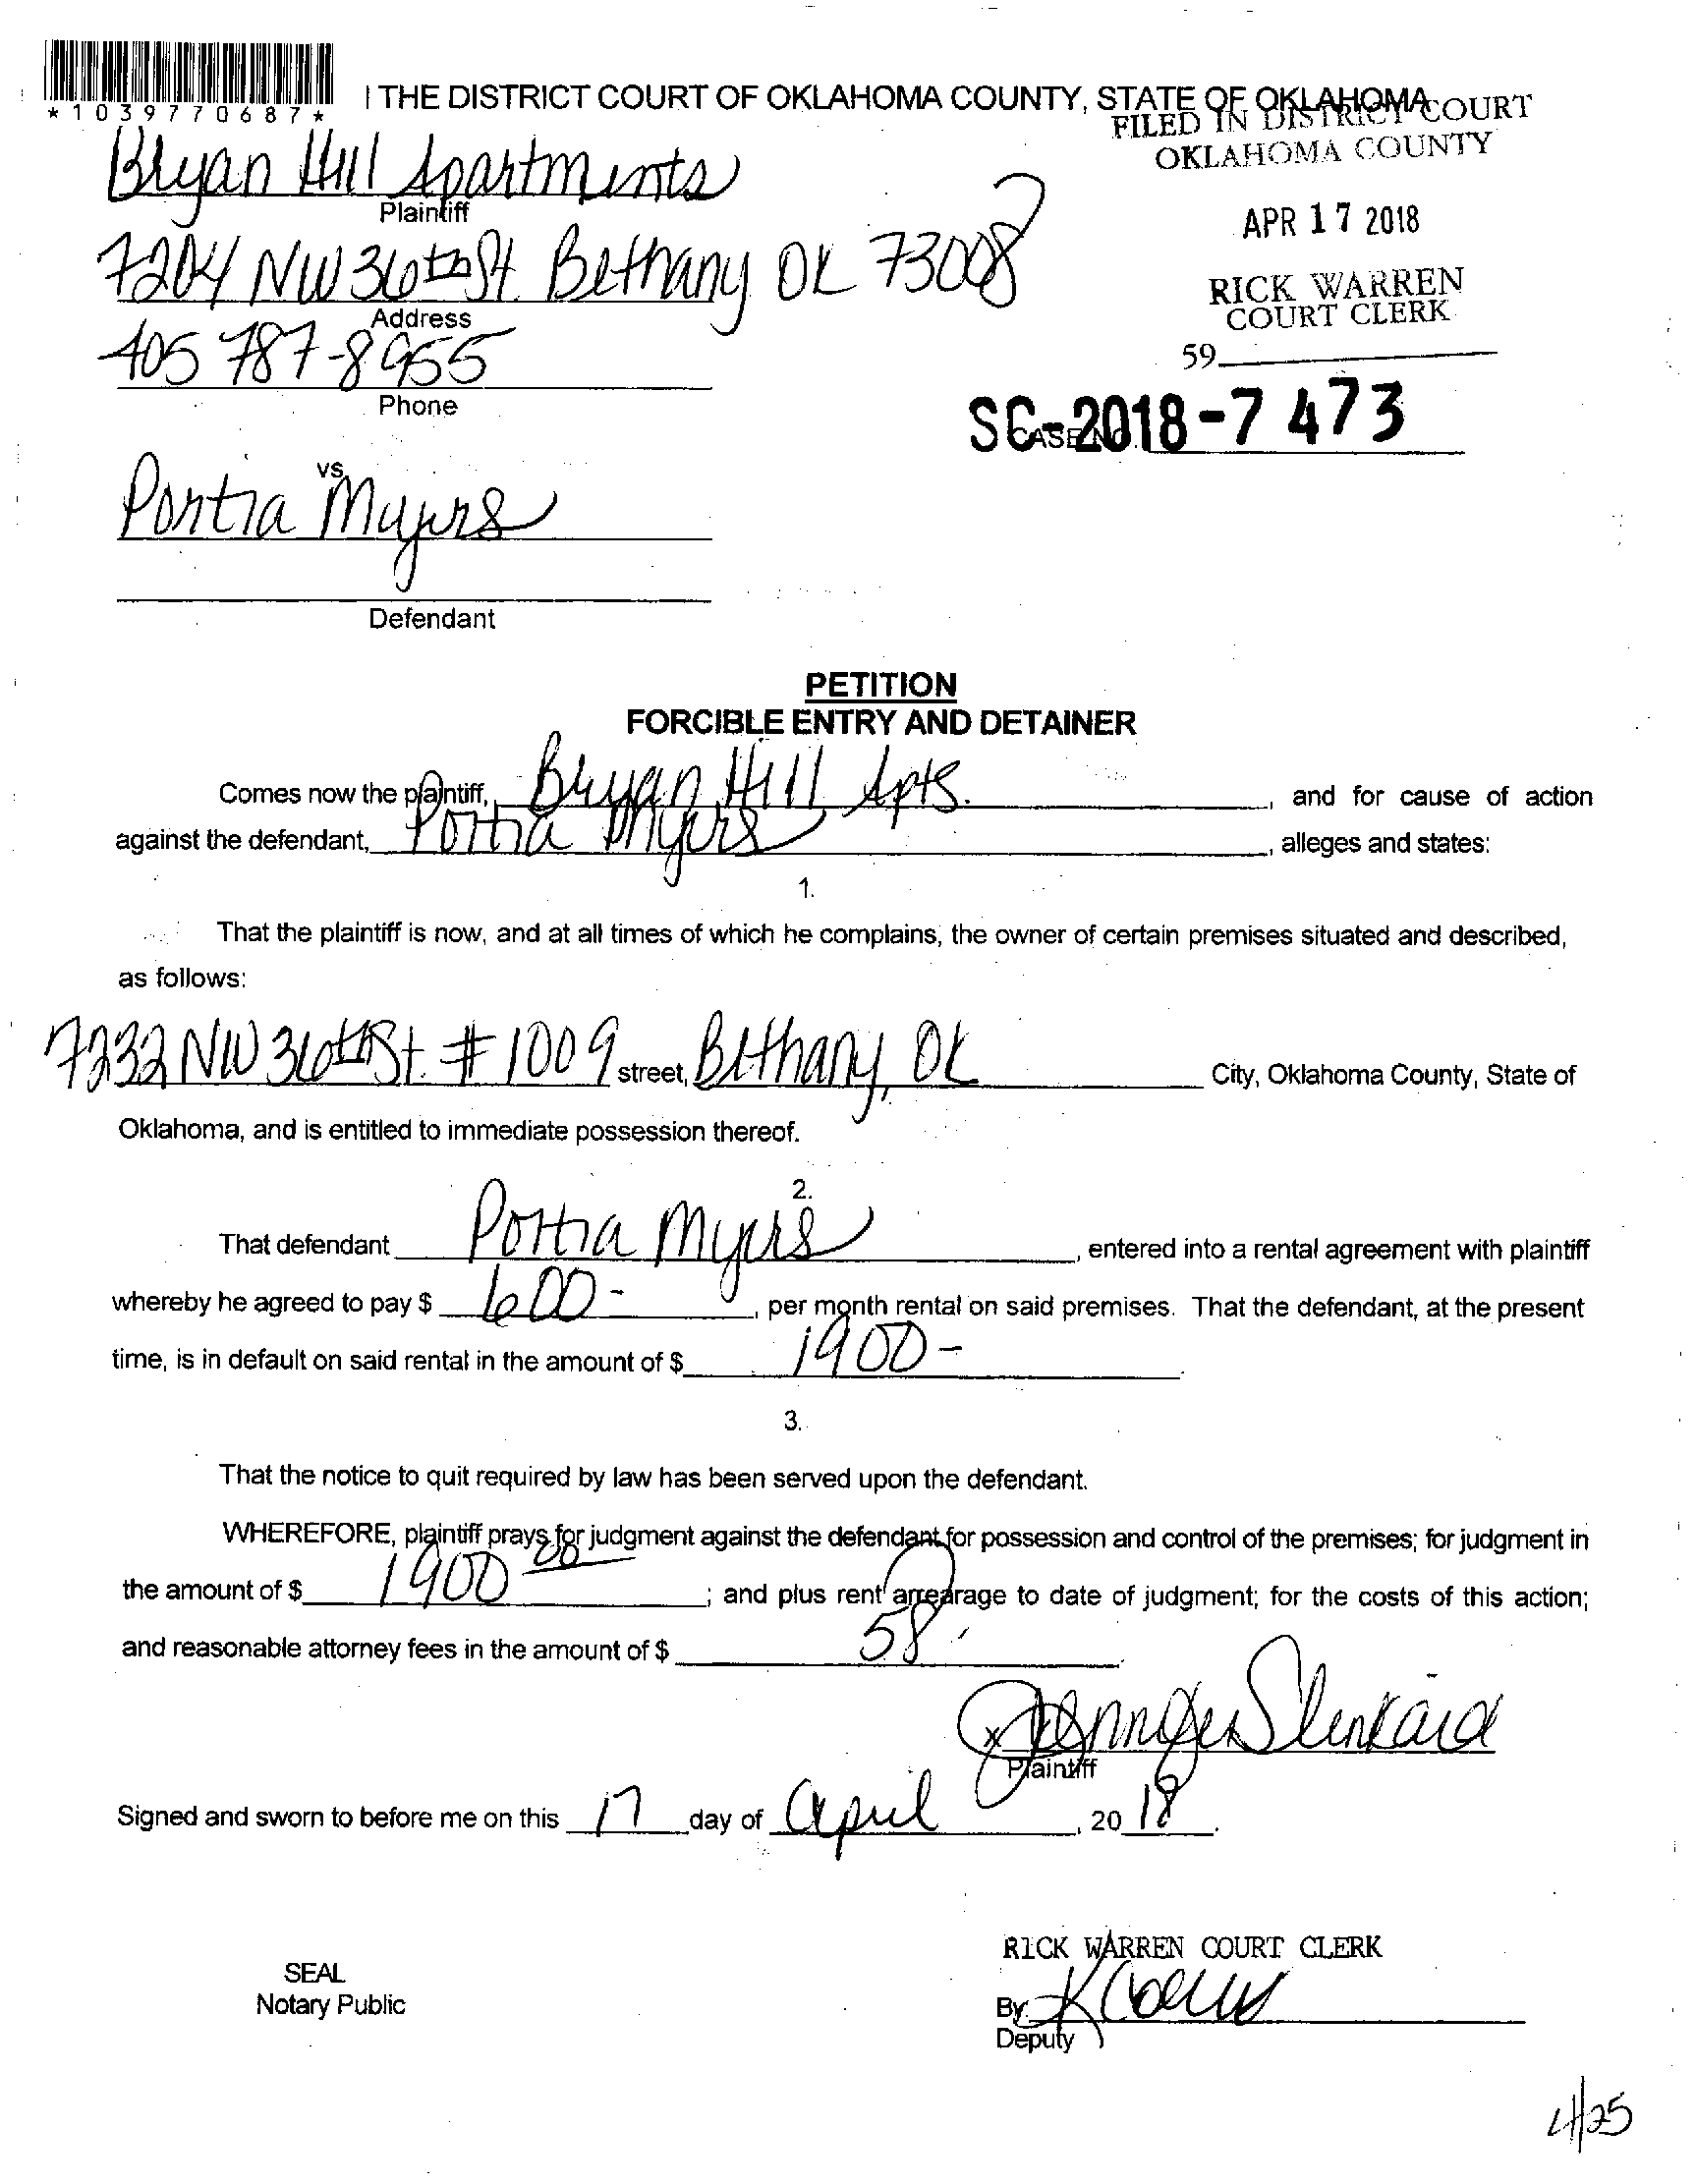 *1039770687*
I THE DISTRICT COURT OF OKLAHOMA COUNTY, STATE OF OKLAHOMA
FILED IN DISTRICT COURT
OKLAHOMA COUNTY
Bryan Hill Apartments
Plaintiff
APR 17 2018
7204 NW 36th St. Bethany OK 73008
RICK WARREN
COURT CLERK
Address
405 787-8955
59
Phone
SC-2018-7473
CASE NO.
vs.
Portia Myers
Defendant
PETITION
FORCIBLE ENTRY AND DETAINER
Comes now the plaintiff, Bryan Hill Apts. , and for cause of action
against the defendant, Portia Myers , alleges and states:
1.
That the plaintiff is now, and at all times of which he complains, the owner of certain premises situated and described,
as follows:
7232 NW 36th St. #1009 street, Bethany, OK City, Oklahoma County, State of
Oklahoma, and is entitled to immediate possession thereof.
2.
That defendant Portia Myers , entered into a rental agreement with plaintiff
whereby he agreed to pay $ 600- , per month rental on said premises. That the defendant, at the present
time, is in default on said rental in the amount of $ 1900- .
3.
That the notice to quit required by law has been served upon the defendant.
WHEREFORE, plaintiff prays for judgment against the defendant for possession and control of the premises; for judgment in
the amount of $ 1900 00 ; and plus rent arrearage to date of judgment; for the costs of this action;
and reasonable attorney fees in the amount of $ 58.
x Jennifer Slinkard
Plaintiff
Signed and sworn to before me on this 17 day of April , 20 18 .
RICK WARREN COURT CLERK
SEAL
Notary Public
By
Deputy
4/25